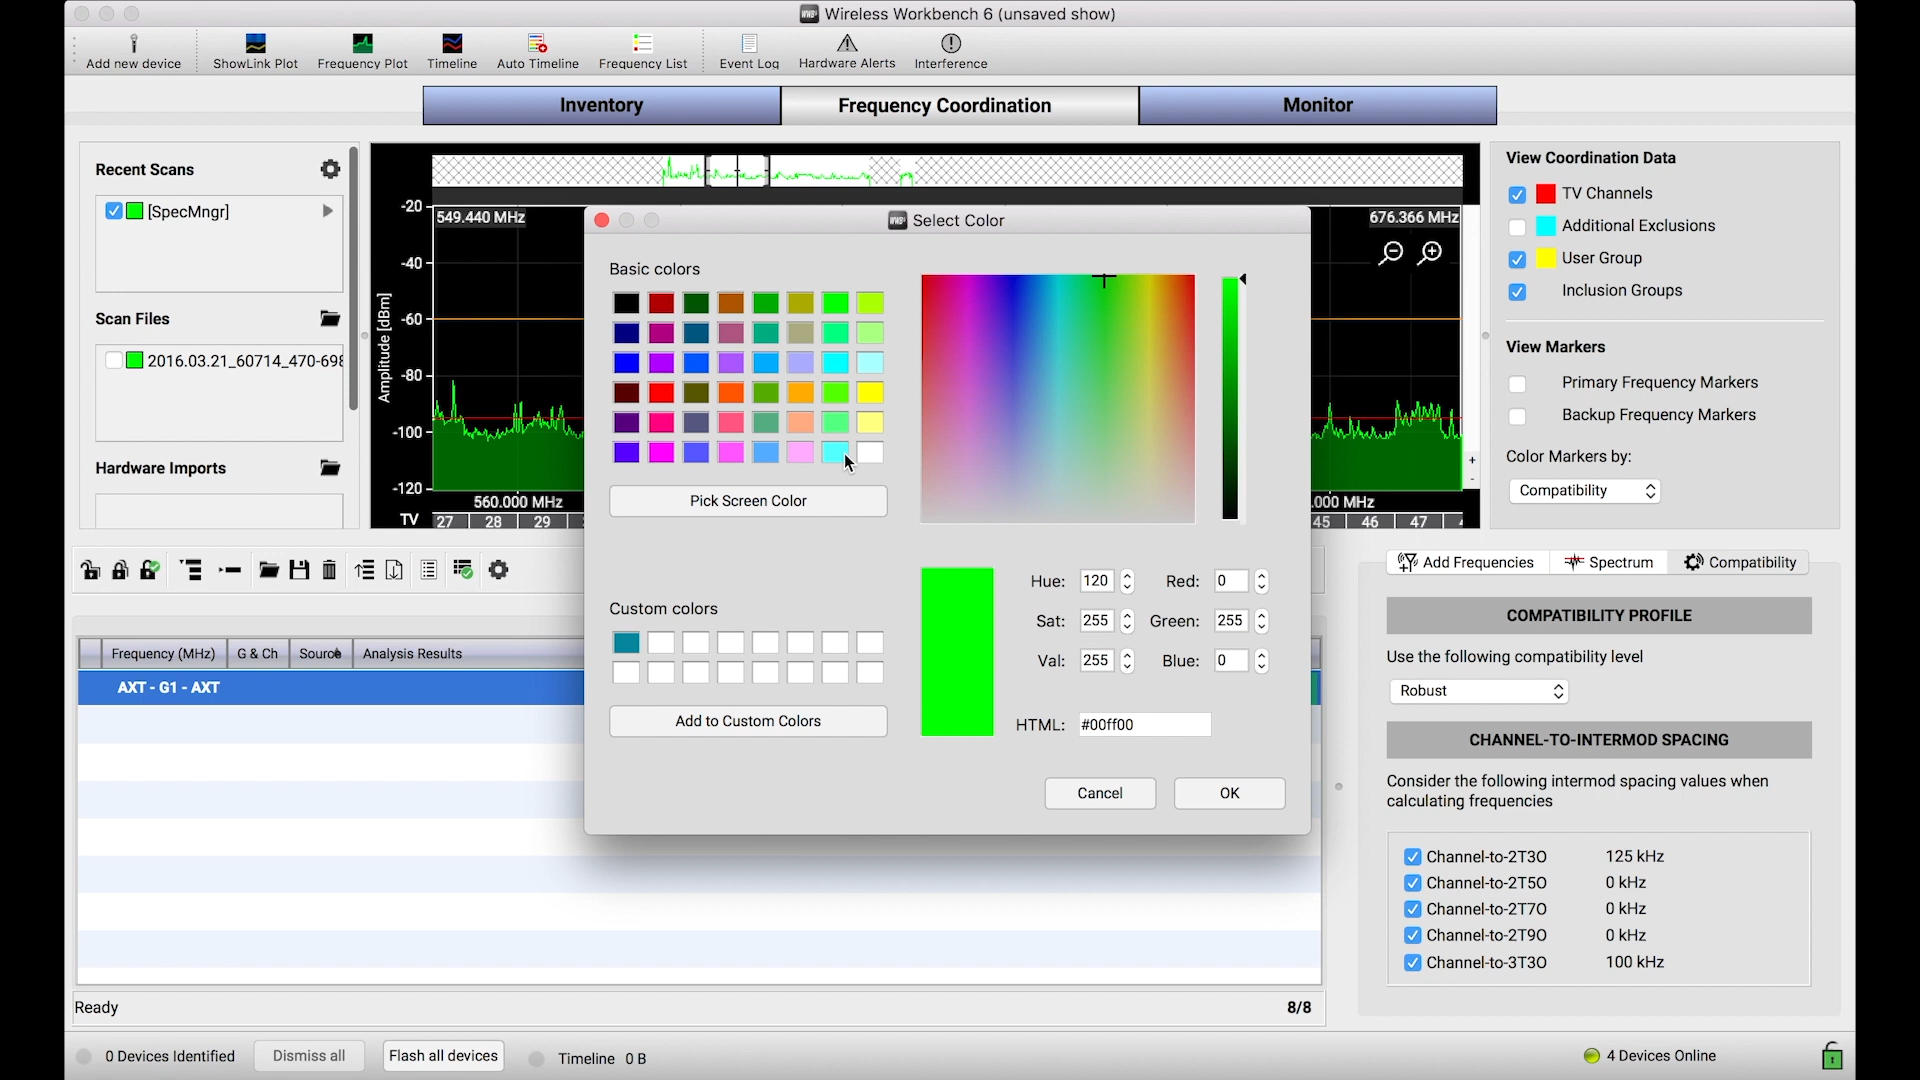 Wireless Workbench 6 (unsaved show)
Add new device
ShowLink Plot
Frequency Plot
Timeline
Auto Timeline
Frequency List
Event Log
Hardware Alerts
Interference
Inventory
Frequency Coordination
Monitor
Recent Scans
[SpecMngr]
Scan Files
2016.03.21_60714_470-698
Hardware Imports
Amplitude [dBm]
-20
-40
-60
-80
-100
-120
549.440 MHz
676.366 MHz
560.000 MHz
.000 MHz
TV
27 28 29
45 46 47
+
-
View Coordination Data
TV Channels
Additional Exclusions
User Group
Inclusion Groups
View Markers
Primary Frequency Markers
Backup Frequency Markers
Color Markers by:
Compatibility
Select Color
Basic colors
Pick Screen Color
Custom colors
Add to Custom Colors
Hue: 120 Red: 0
Sat: 255 Green: 255
Val: 255 Blue: 0
HTML: #00ff00
Cancel
OK
Frequency (MHz)
G & Ch
Source
Analysis Results
AXT - G1 - AXT
Ready
8/8
Add Frequencies
Spectrum
Compatibility
COMPATIBILITY PROFILE
Use the following compatibility level
Robust
CHANNEL-TO-INTERMOD SPACING
Consider the following intermod spacing values when
calculating frequencies
Channel-to-2T3O 125 kHz
Channel-to-2T5O 0 kHz
Channel-to-2T7O 0 kHz
Channel-to-2T9O 0 kHz
Channel-to-3T3O 100 kHz
0 Devices Identified
Dismiss all
Flash all devices
Timeline 0 B
4 Devices Online